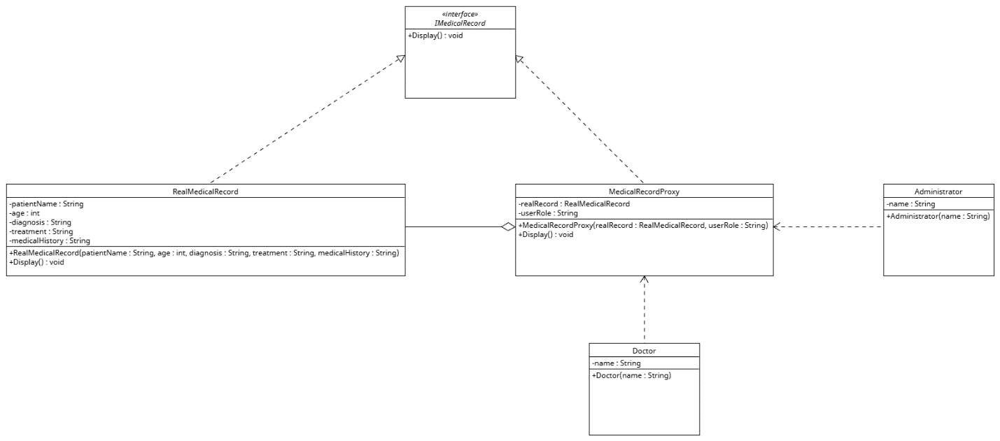 «interface»
IMedicalRecord
+Display() : void
RealMedicalRecord
-patientName : String
-age : int
-diagnosis : String
-treatment : String
-medicalHistory : String
+RealMedicalRecord(patientName : String, age : int, diagnosis : String, treatment : String, medicalHistory : String)
+Display() : void
MedicalRecordProxy
-realRecord : RealMedicalRecord
-userRole : String
+MedicalRecordProxy(realRecord : RealMedicalRecord, userRole : String)
+Display() : void
Administrator
-name : String
+Administrator(name : String)
Doctor
-name : String
+Doctor(name : String)